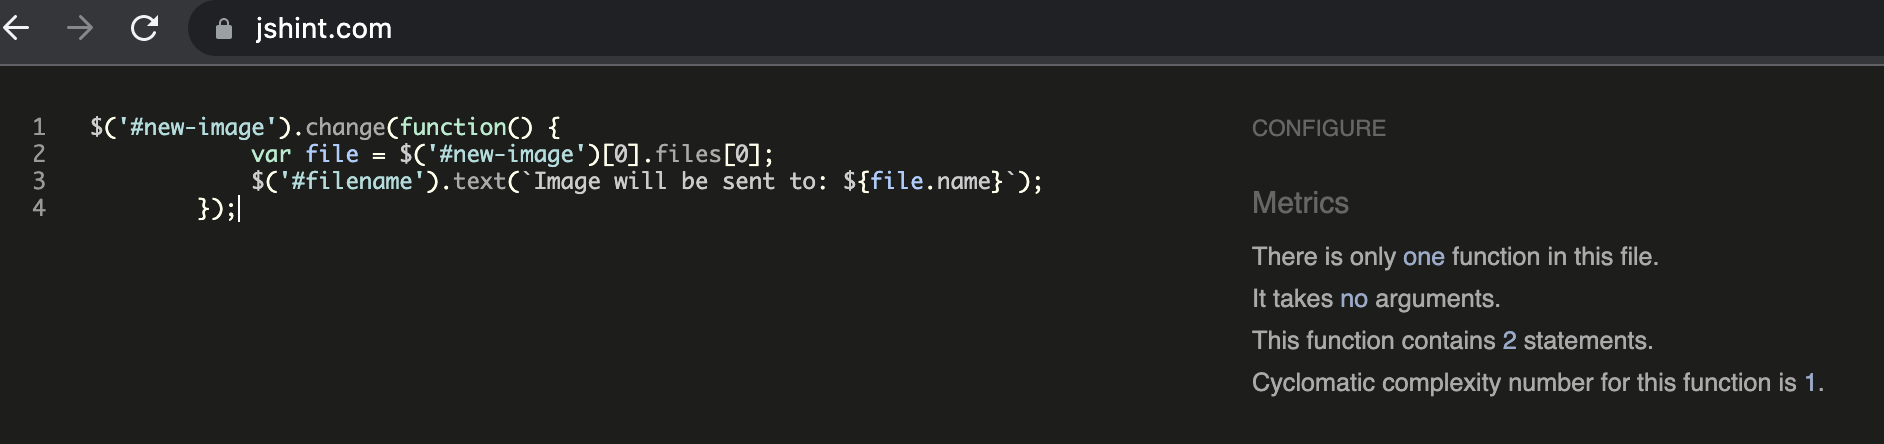 jshint.com
1 $('#new-image').change(function() {
2 var file = $('#new-image')[0].files[0];
3 $('#filename').text(`Image will be sent to: ${file.name}`);
4 });
CONFIGURE
Metrics
There is only one function in this file.
It takes no arguments.
This function contains 2 statements.
Cyclomatic complexity number for this function is 1.